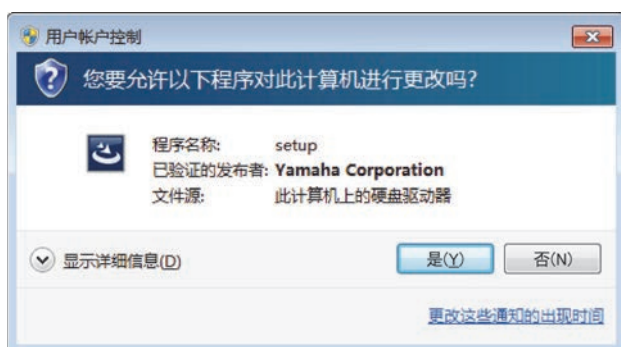 用户帐户控制
您要允许以下程序对此计算机进行更改吗?
程序名称: setup
已验证的发布者: Yamaha Corporation
文件源: 此计算机上的硬盘驱动器
显示详细信息(D) 是(Y) 否(N)
更改这些通知的出现时间